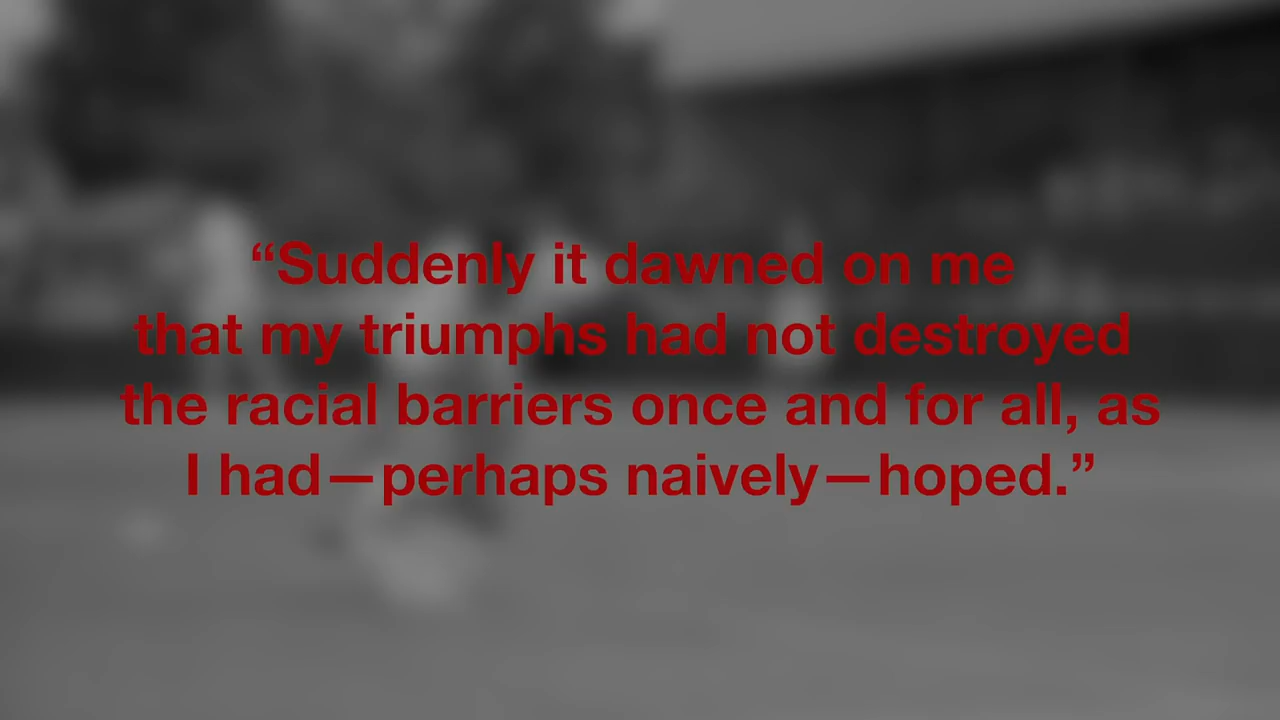 “Suddenly it dawned on me
that my triumphs had not destroyed
the racial barriers once and for all, as
I had—perhaps naively—hoped.”